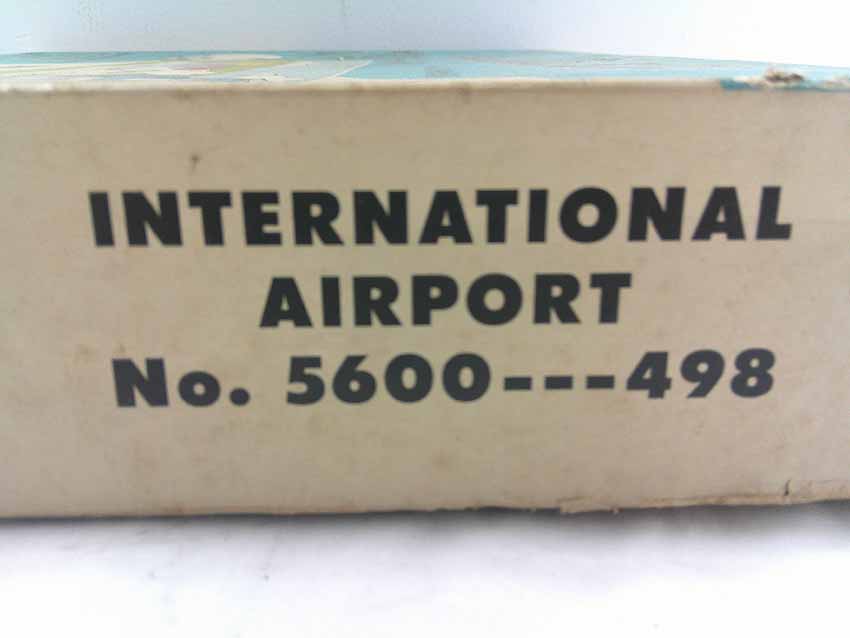 INTERNATIONAL
AIRPORT
No. 5600---498